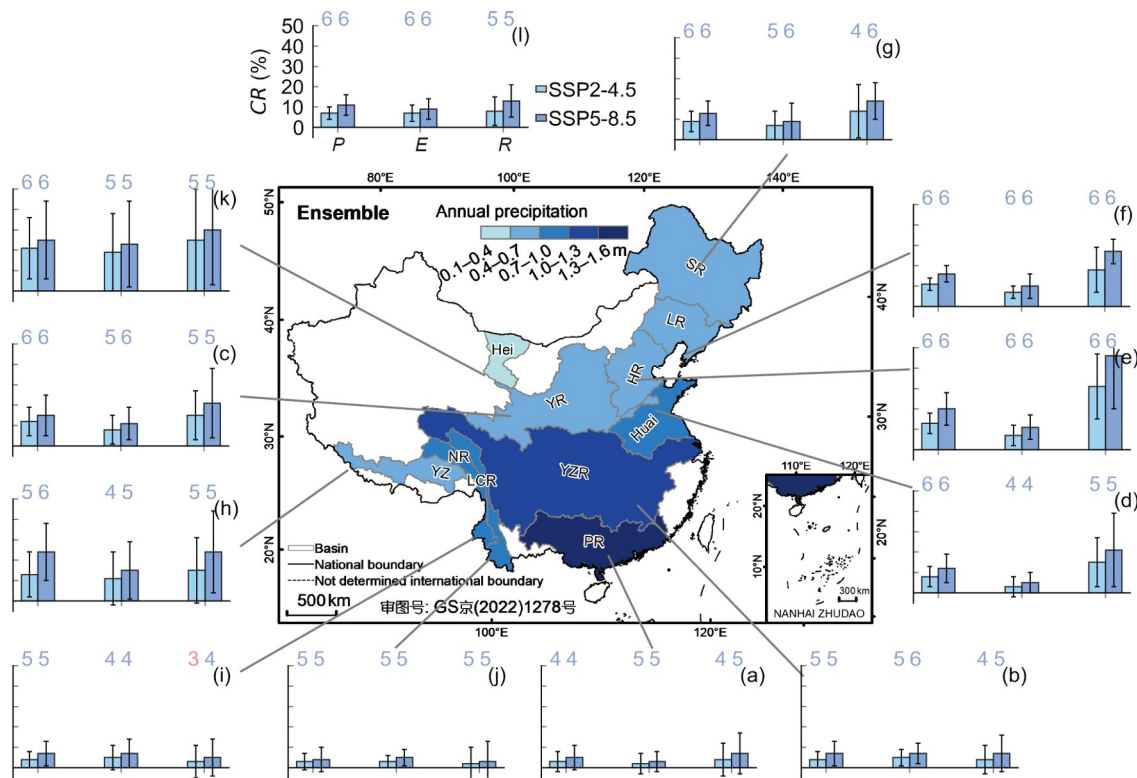 6 6
6 6
5 5
(l)
50
40
30
20
10
0
CR (%)
P
E
R
SSP2-4.5
SSP5-8.5
6 6
5 6
4 6
(g)
6 6
5 5
5 5
(k)
6 6
5 6
5 5
(c)
6 6
4 5
5 5
(h)
80°E
100°E
120°E
140°E
50°N
40°N
30°N
20°N
Ensemble
Annual precipitation
0.1–0.4
0.4–0.7
0.7–1.0
1.0–1.3
1.3–1.6 m
SR
LR
Hei
HR
YR
Huai
NR
YZ
LCR
YZR
PR
Basin
National boundary
Not determined international boundary
500 km
审图号: GS京(2022)1278号
100°E
120°E
40°N
30°N
20°N
110°E
120°E
20°N
10°N
300 km
NANHAI ZHUDAO
6 6
6 6
6 6
(f)
6 6
6 6
6 6
(e)
6 6
4 4
5 5
(d)
5 5
4 4
3 4
(i)
5 5
5 5
5 5
(j)
4 4
5 5
4 5
(a)
5 5
5 6
4 5
(b)